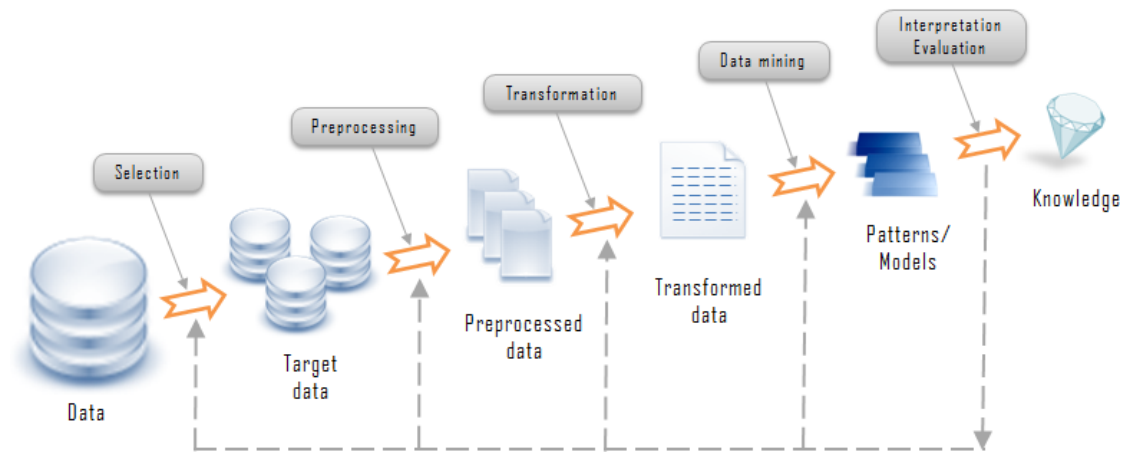 Interpretation
Evaluation
Data mining
Transformation
Preprocessing
Selection
Knowledge
Patterns/
Models
Transformed
data
Preprocessed
data
Target
data
Data